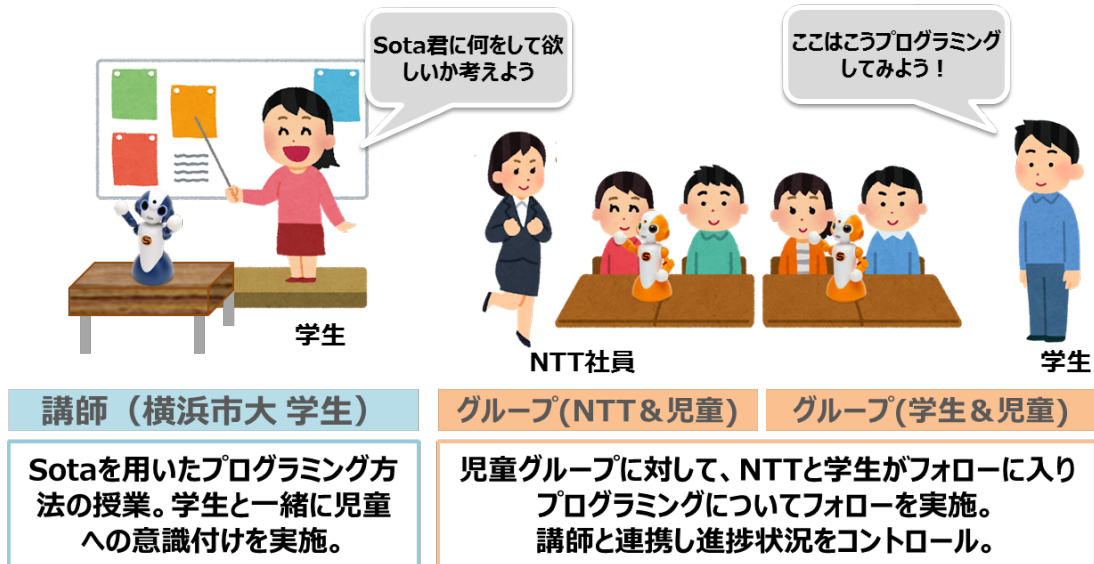 Sota君に何をして欲
しいか考えよう
ここはこうプログラミング
してみよう！
S
S
S
学生
NTT社員
学生
講師（横浜市大 学生）
グループ(NTT＆児童)
グループ(学生＆児童)
Sotaを用いたプログラミング方
法の授業。学生と一緒に児童
への意識付けを実施。
児童グループに対して、NTTと学生がフォローに入り
プログラミングについてフォローを実施。
講師と連携し進捗状況をコントロール。